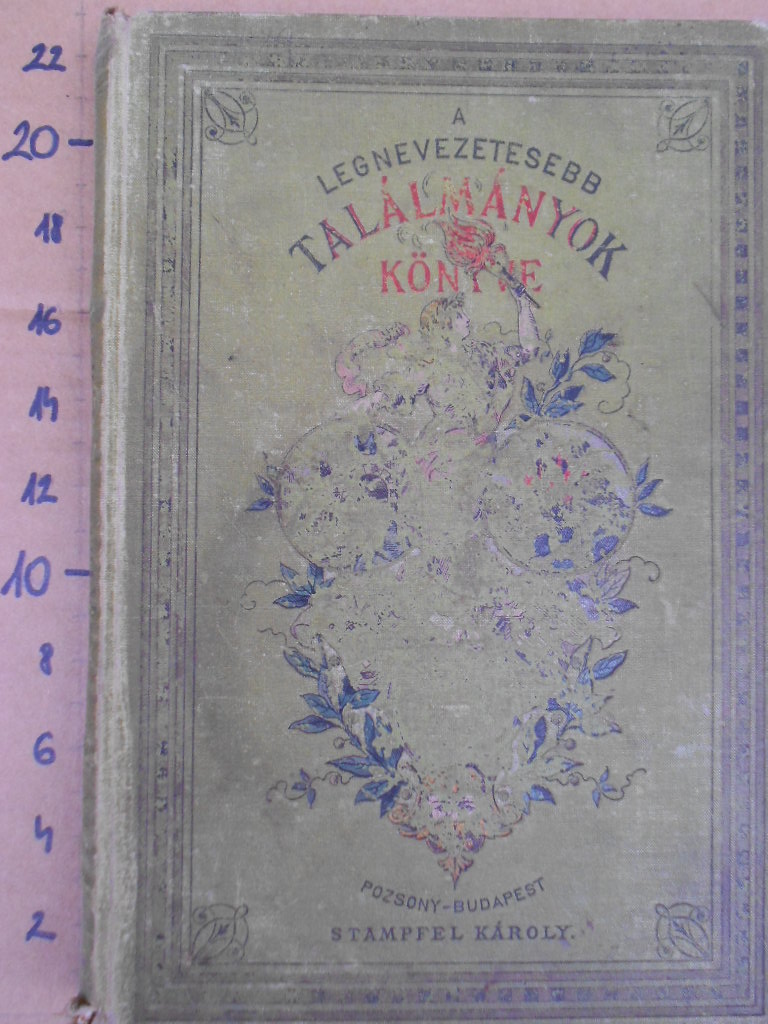 22
20
18
16
14
12
10
8
6
4
2
A
LEGNEVEZETESEBB
TALÁLMÁNYOK
KÖNYVE
POZSONY-BUDAPEST
STAMPFEL KÁROLY.